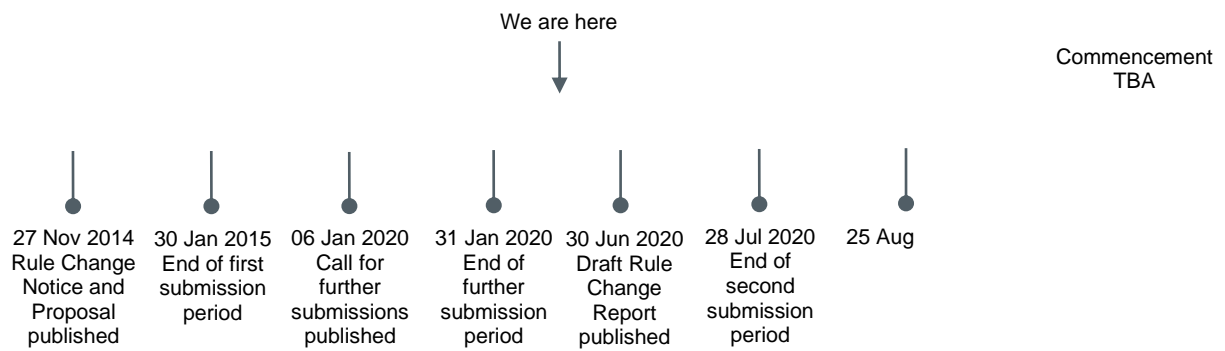 We are here
Commencement
TBA
27 Nov 2014
Rule Change
Notice and
Proposal
published
30 Jan 2015
End of first
submission
period
06 Jan 2020
Call for
further
submissions
published
31 Jan 2020
End of
further
submission
period
30 Jun 2020
Draft Rule
Change
Report
published
28 Jul 2020
End of
second
submission
period
25 Aug